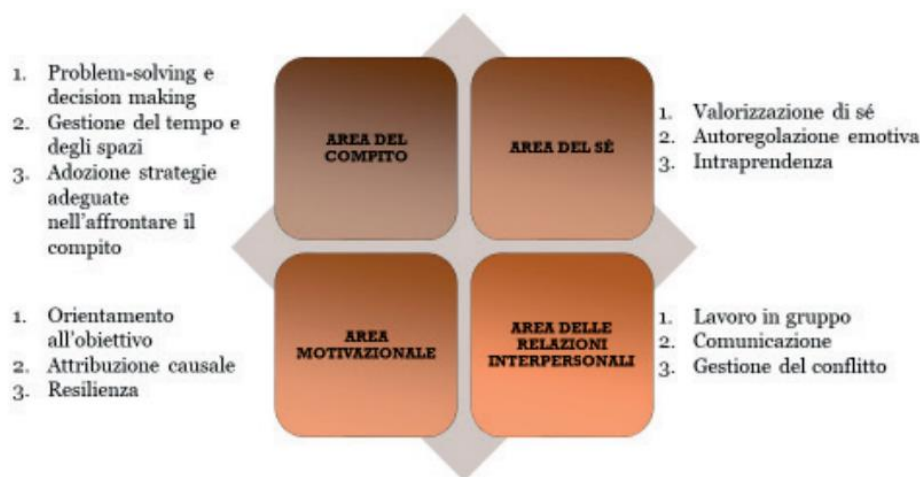 1. Problem-solving e
decision making
2. Gestione del tempo e
degli spazi
3. Adozione strategie
adeguate
nell'affrontare il
compito
AREA DEL
COMPITO
AREA DEL SÉ
1. Valorizzazione di sé
2. Autoregolazione emotiva
3. Intraprendenza
1. Orientamento
all'obiettivo
2. Attribuzione causale
3. Resilienza
AREA
MOTIVAZIONALE
AREA DELLE
RELAZIONI
INTERPERSONALI
1. Lavoro in gruppo
2. Comunicazione
3. Gestione del conflitto